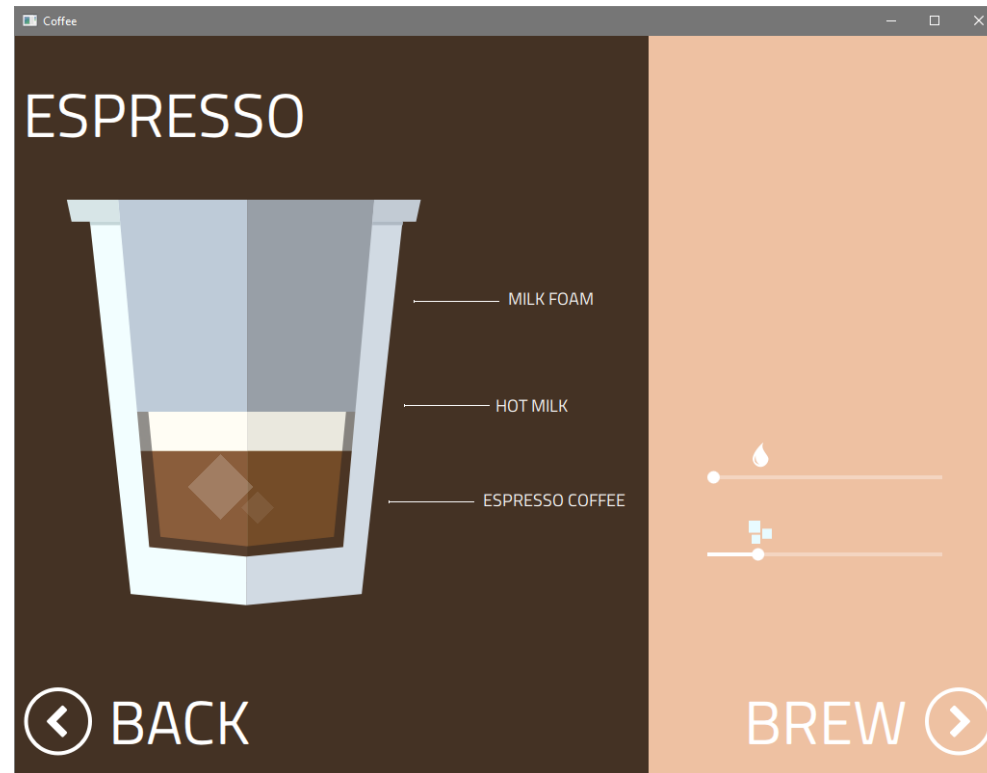 Coffee
ESPRESSO
MILK FOAM
HOT MILK
ESPRESSO COFFEE
BACK
BREW